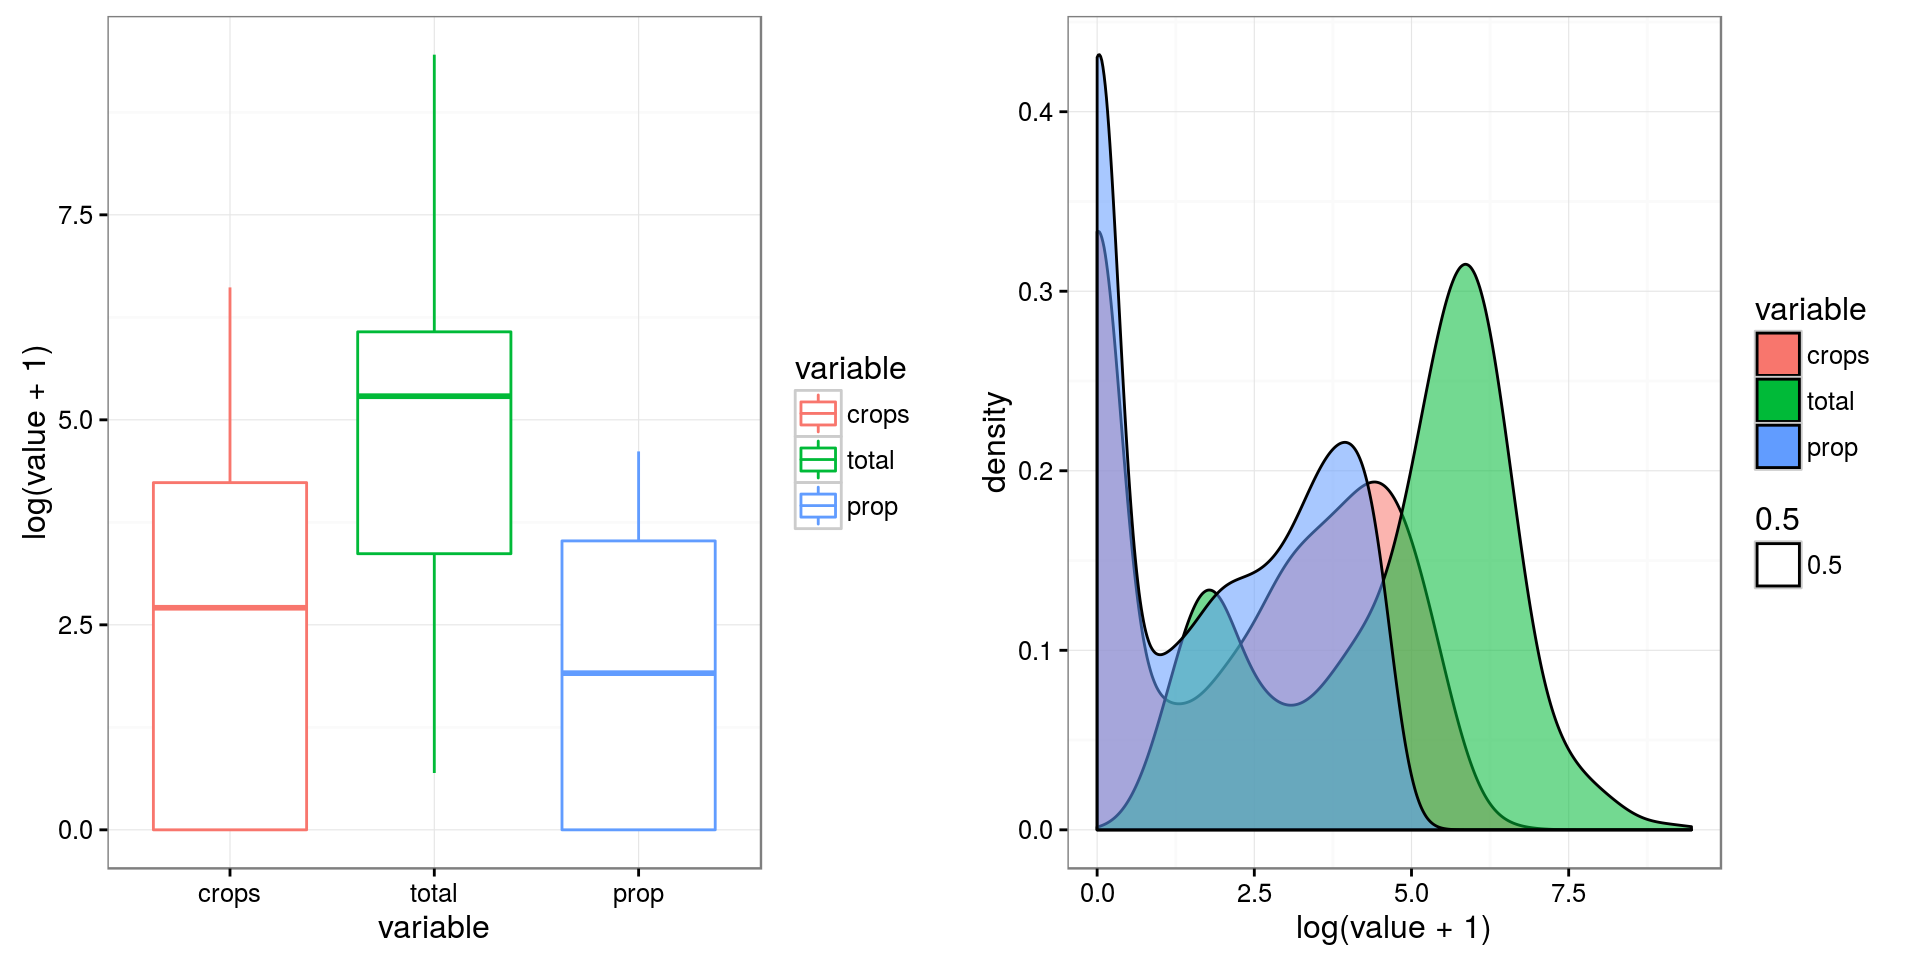 log(value + 1)
7.5
5.0
2.5
0.0
crops total prop
variable
variable
crops
total
prop
density
0.4
0.3
0.2
0.1
0.0
0.0 2.5 5.0 7.5
log(value + 1)
variable
crops
total
prop
0.5
0.5